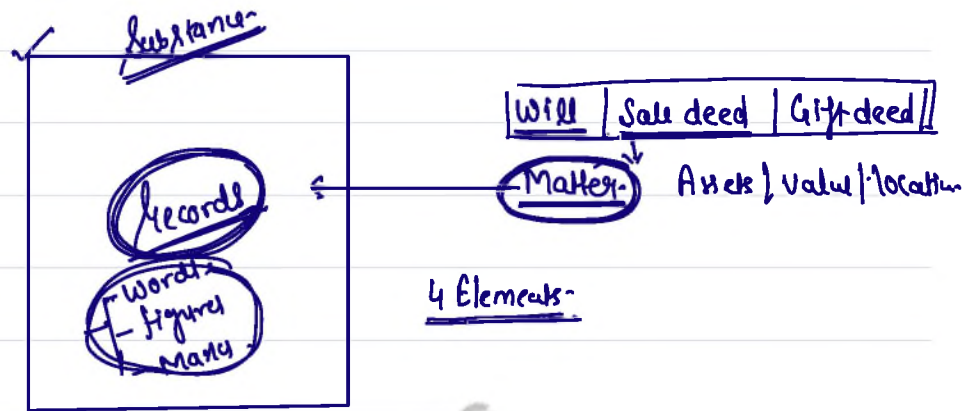 Substance
Will | Sale deed | Gift deed
Matter
Assets / value / location
Records
Words
figures
Marks
4 Elements